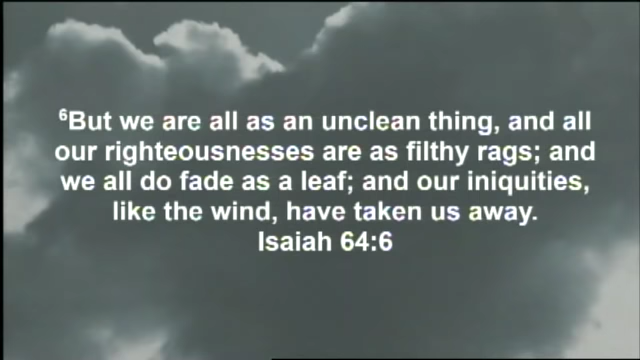 ⁶But we are all as an unclean thing, and all
our righteousnesses are as filthy rags; and
we all do fade as a leaf; and our iniquities,
like the wind, have taken us away.
Isaiah 64:6